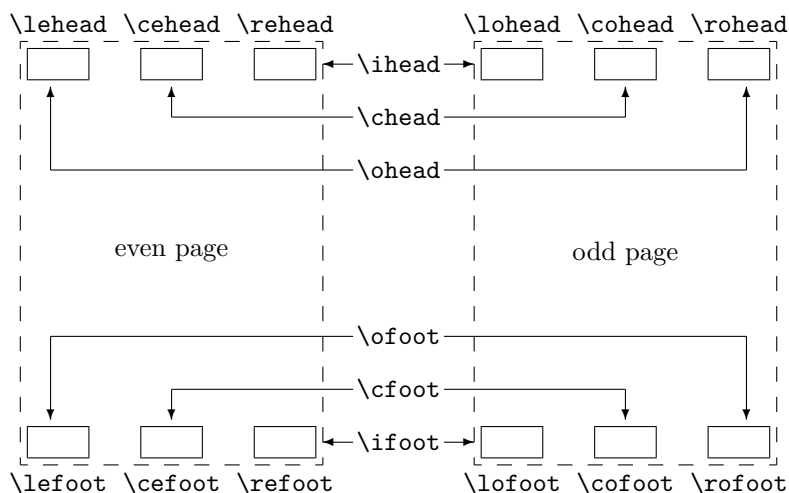 \lehead \cehead \rehead \lohead \cohead \rohead
\ihead
\chead
\ohead
even page odd page
\ofoot
\cfoot
\ifoot
\lefoot \cefoot \refoot \lofoot \cofoot \rofoot